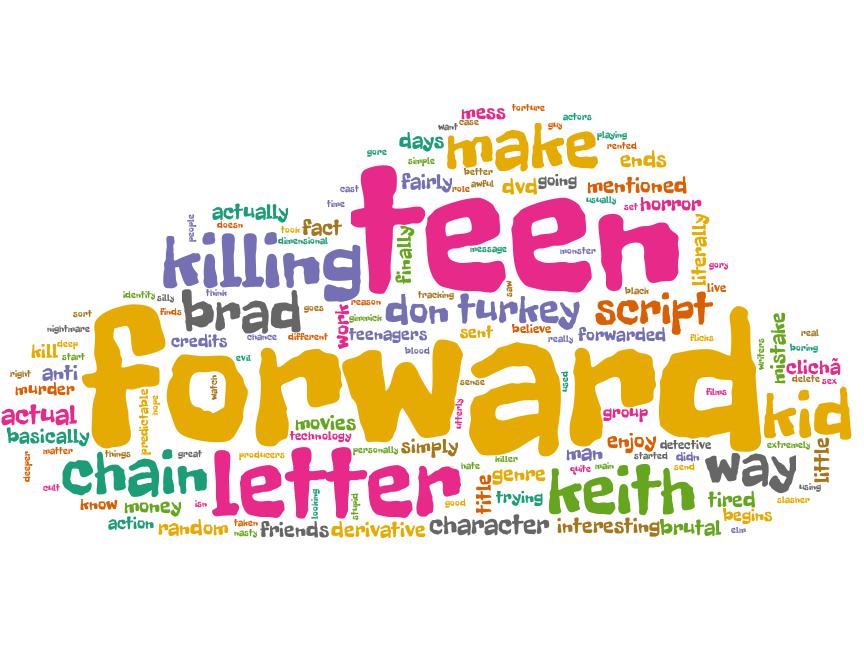 mess torture
want case guy actors
gore days make playing
simple better rented ends
cast fairly role awful dvd going mentioned
time usually set horror
people actually teen
doesn took fact
dimensional finally message monster literally
killing gory
identity silly think tracking saw black live
sort finds brad goes reason don turkey script
nightmare gimmick work
credits chance different teenagers sent believe really forwarded flicks
kill deep start evil blood mistake writers real boring
right anti forward sense used clichã
murder watch films delete sex
actual predictable hope utterly group kid
basically movies technology
deeper matter things great producers personally simply man enjoy detective extremely
chain letter hate killer genre quite main started didn way little
cult title trying keith send
know money isn looking stupid good tired using slasher
action random taken nasty friends derivative character interesting brutal begins elm